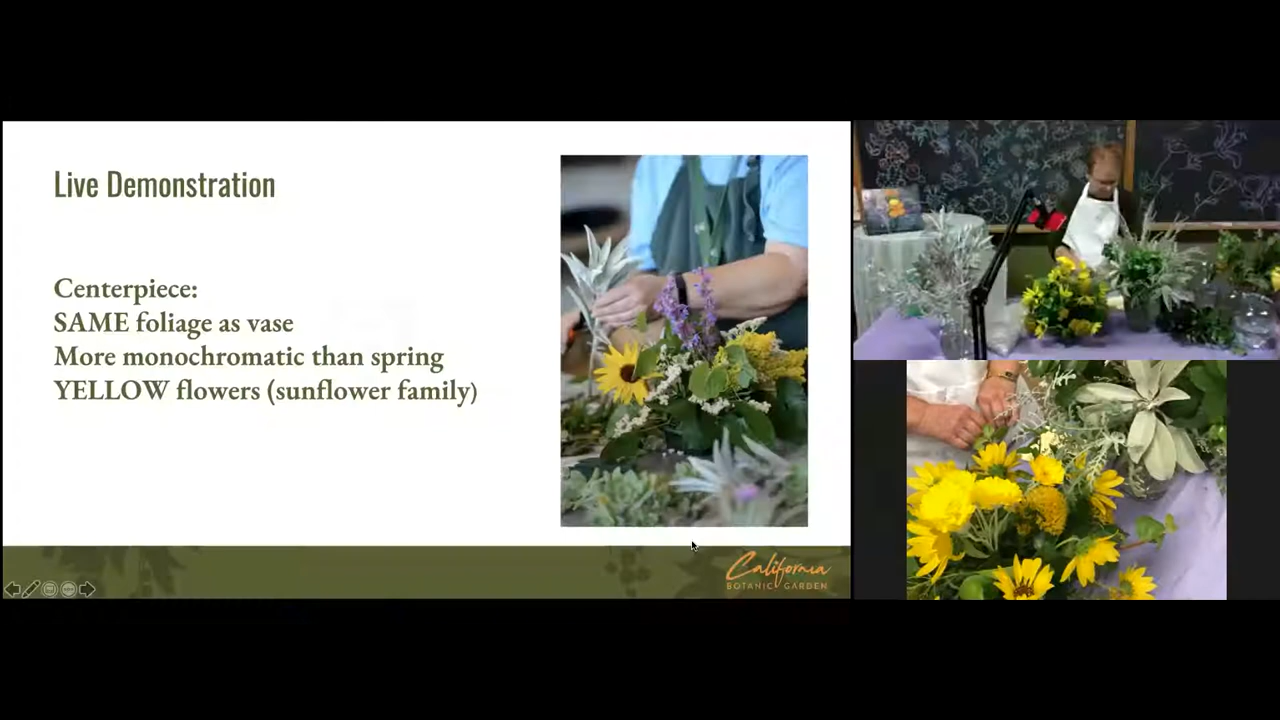 Live Demonstration
Centerpiece:
SAME foliage as vase
More monochromatic than spring
YELLOW flowers (sunflower family)
California
BOTANIC GARDEN